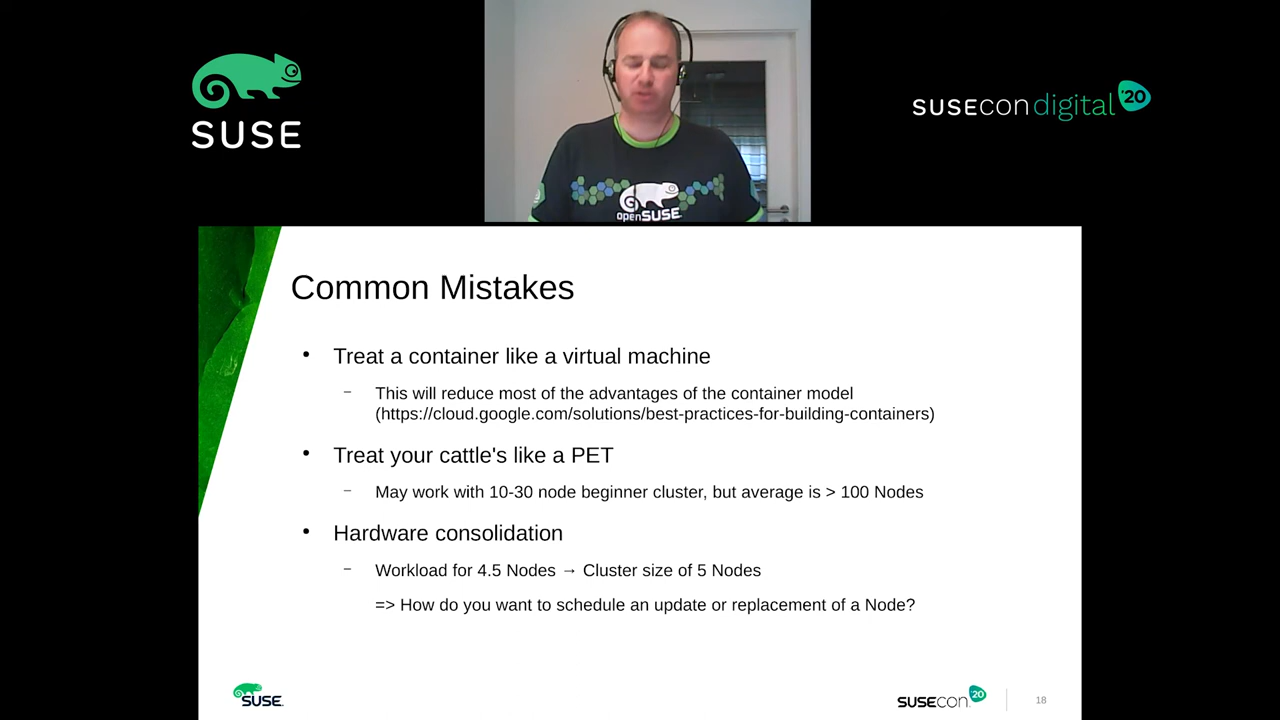 SUSE
SUSEcon digital '20
openSUSE
Common Mistakes
• Treat a container like a virtual machine
– This will reduce most of the advantages of the container model
(https://cloud.google.com/solutions/best-practices-for-building-containers)
• Treat your cattle's like a PET
– May work with 10-30 node beginner cluster, but average is > 100 Nodes
• Hardware consolidation
– Workload for 4.5 Nodes → Cluster size of 5 Nodes
=> How do you want to schedule an update or replacement of a Node?
SUSE
SUSEcon '20
18